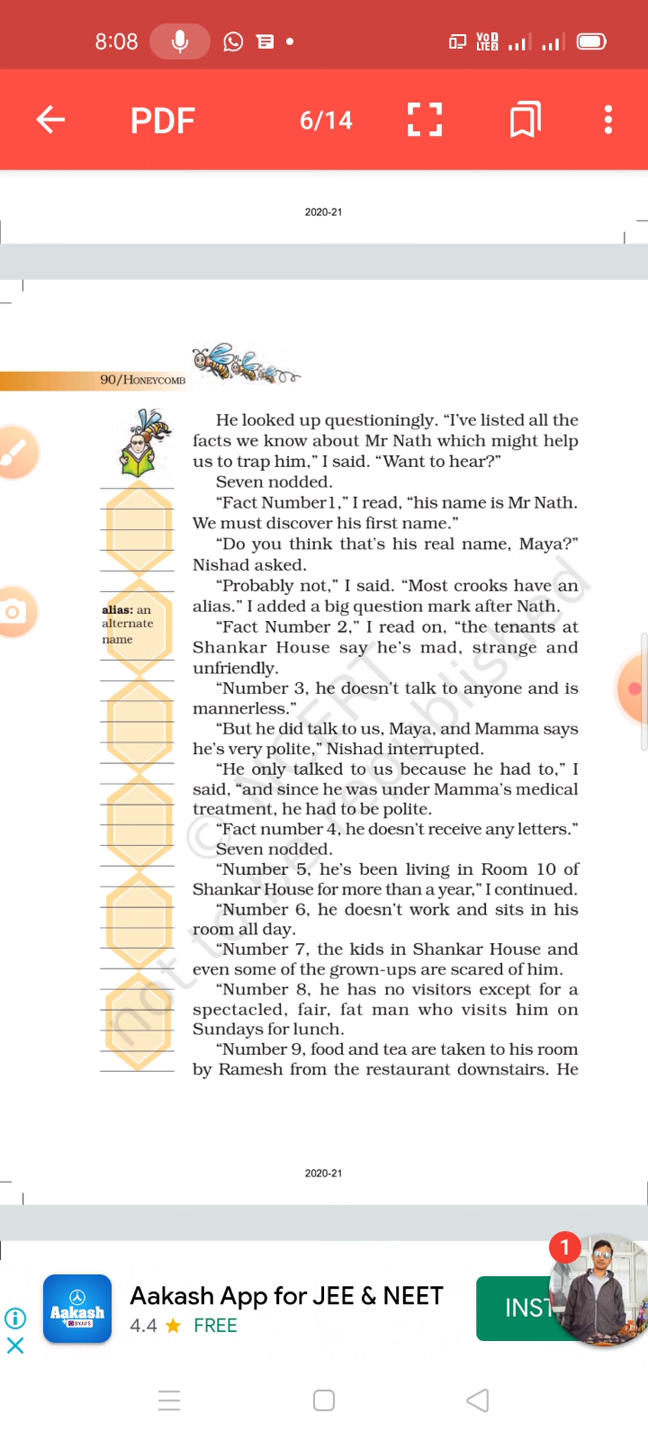 8:08
Vo))
LTE2
PDF
6/14
2020-21
90/HONEYCOMB
He looked up questioningly. “I’ve listed all the
facts we know about Mr Nath which might help
us to trap him,” I said. “Want to hear?”
Seven nodded.
“Fact Number1,” I read, “his name is Mr Nath.
We must discover his first name.”
“Do you think that’s his real name, Maya?”
Nishad asked.
“Probably not,” I said. “Most crooks have an
alias.” I added a big question mark after Nath.
alias: an
alternate
name
“Fact Number 2,” I read on, “the tenants at
Shankar House say he’s mad, strange and
unfriendly.
“Number 3, he doesn’t talk to anyone and is
mannerless.”
“But he did talk to us, Maya, and Mamma says
he’s very polite,” Nishad interrupted.
“He only talked to us because he had to,” I
said, “and since he was under Mamma’s medical
treatment, he had to be polite.
“Fact number 4, he doesn’t receive any letters.”
Seven nodded.
“Number 5, he’s been living in Room 10 of
Shankar House for more than a year,” I continued.
“Number 6, he doesn’t work and sits in his
room all day.
“Number 7, the kids in Shankar House and
even some of the grown-ups are scared of him.
“Number 8, he has no visitors except for a
spectacled, fair, fat man who visits him on
Sundays for lunch.
“Number 9, food and tea are taken to his room
by Ramesh from the restaurant downstairs. He
© NCERT
not to be republished
2020-21
1
Aakash
BYJU'S
Aakash App for JEE & NEET
4.4 ★ FREE
INST